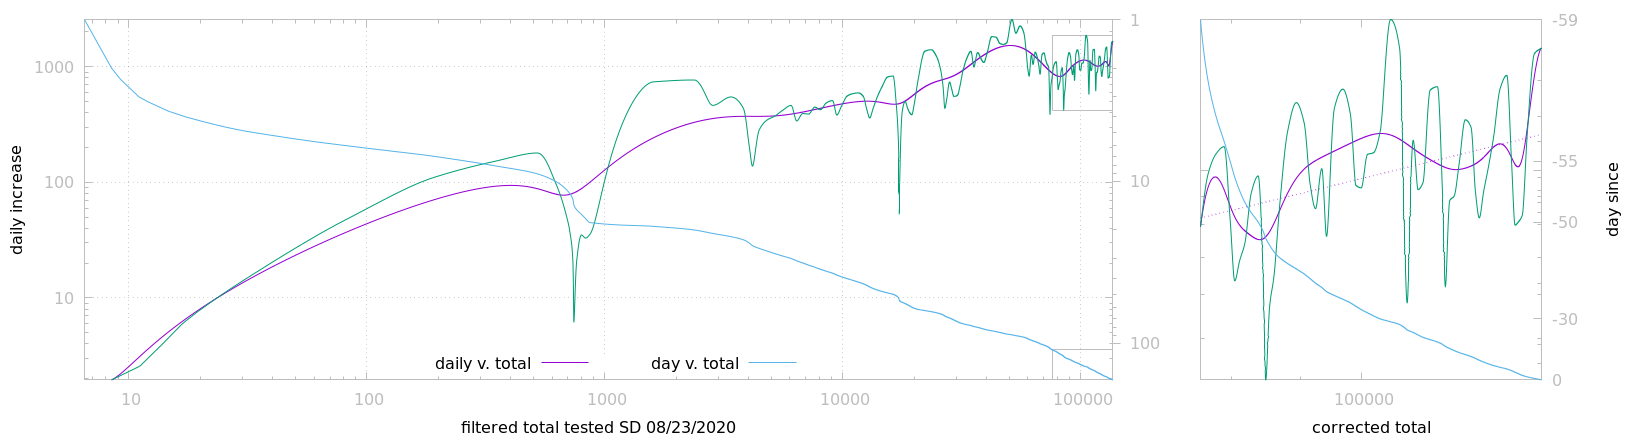 daily increase
1000
100
10
10
100
1000
10000
100000
1
10
100
daily v. total
day v. total
filtered total tested SD 08/23/2020
100000
corrected total
-59
-55
-50
-30
0
day since